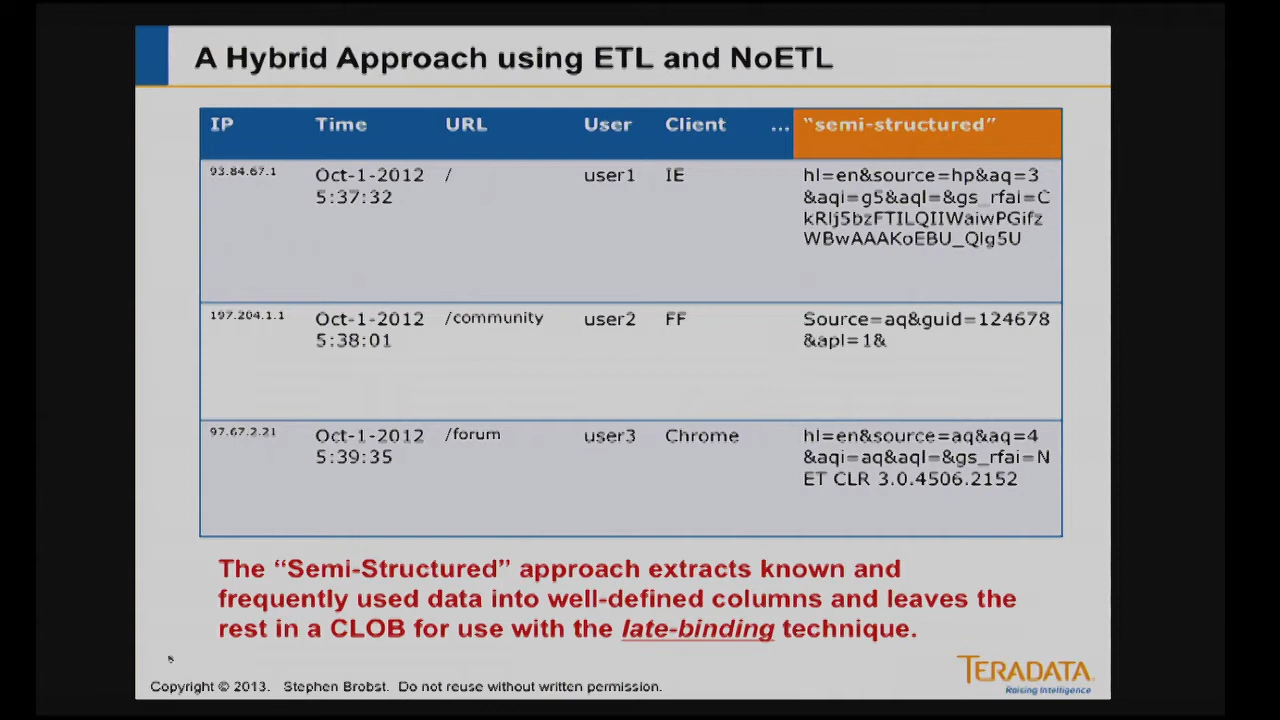 A Hybrid Approach using ETL and NoETL
IP Time URL User Client ... "semi-structured"
93.84.67.1 Oct-1-2012 / user1 IE hl=en&source=hp&aq=3
5:37:32 &aqi=g5&aql=&gs_rfai=C
kRIj5bzFTILQIIWaiwPGifz
WBwAAAKoEBU_QIg5U
197.204.1.1 Oct-1-2012 /community user2 FF Source=aq&guid=124678
5:38:01 &apl=1&
97.67.2.21 Oct-1-2012 /forum user3 Chrome hl=en&source=aq&aq=4
5:39:35 &aqi=aq&aql=&gs_rfai=N
ET CLR 3.0.4506.2152
The “Semi-Structured” approach extracts known and
frequently used data into well-defined columns and leaves the
rest in a CLOB for use with the late-binding technique.
Copyright © 2013. Stephen Brobst. Do not reuse without written permission.
TERADATA
Raising Intelligence